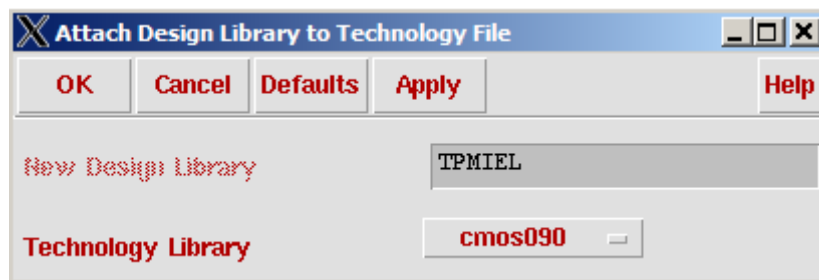 Attach Design Library to Technology File
OK Cancel Defaults Apply Help
New Design Library TPMIEL
Technology Library cmos090